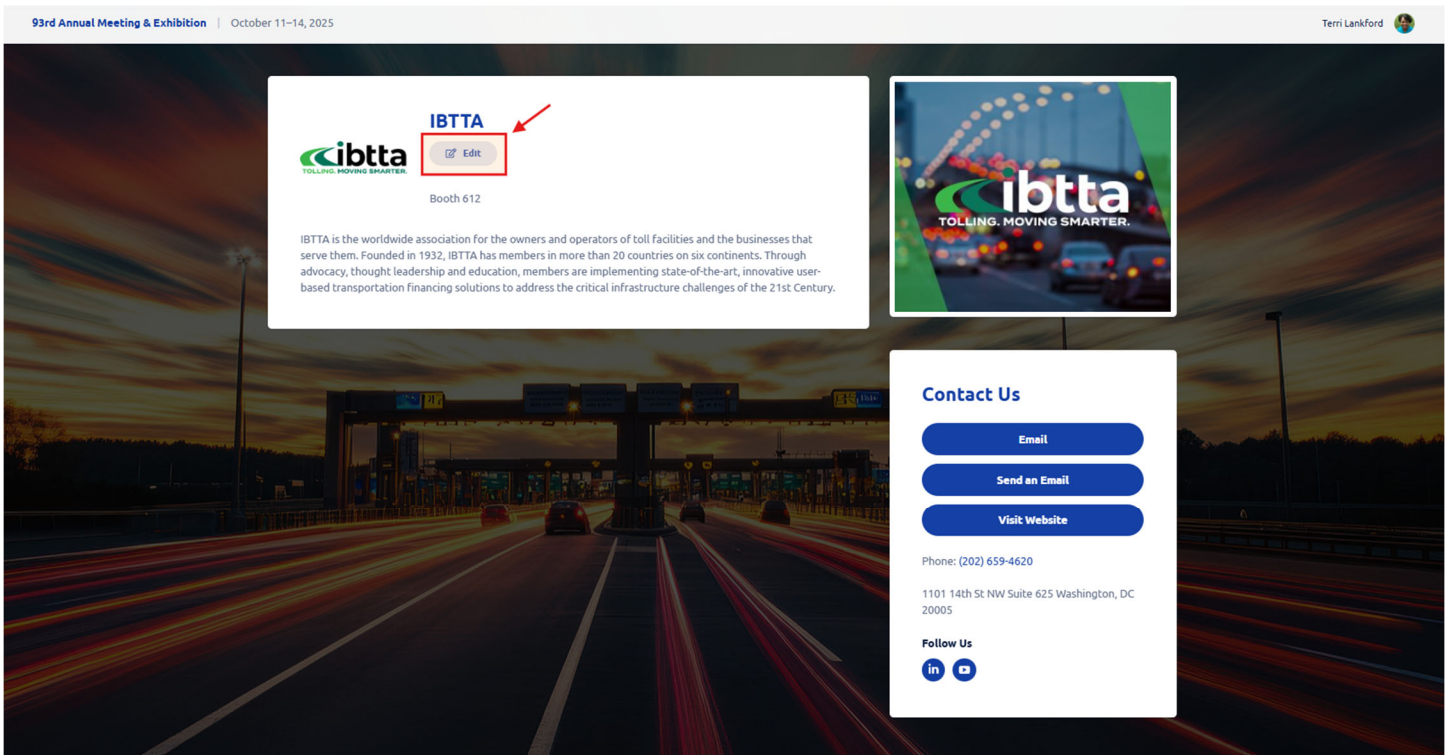 93rd Annual Meeting & Exhibition | October 11–14, 2025
Terri Lankford
IBTTA
ibtta
TOLLING. MOVING SMARTER.
Edit
Booth 612
IBTTA is the worldwide association for the owners and operators of toll facilities and the businesses that
serve them. Founded in 1932, IBTTA has members in more than 20 countries on six continents. Through
advocacy, thought leadership and education, members are implementing state-of-the-art, innovative user-
based transportation financing solutions to address the critical infrastructure challenges of the 21st Century.
ibtta
TOLLING. MOVING SMARTER.
Contact Us
Email
Send an Email
Visit Website
Phone: (202) 659-4620
1101 14th St NW Suite 625 Washington, DC
20005
Follow Us
in